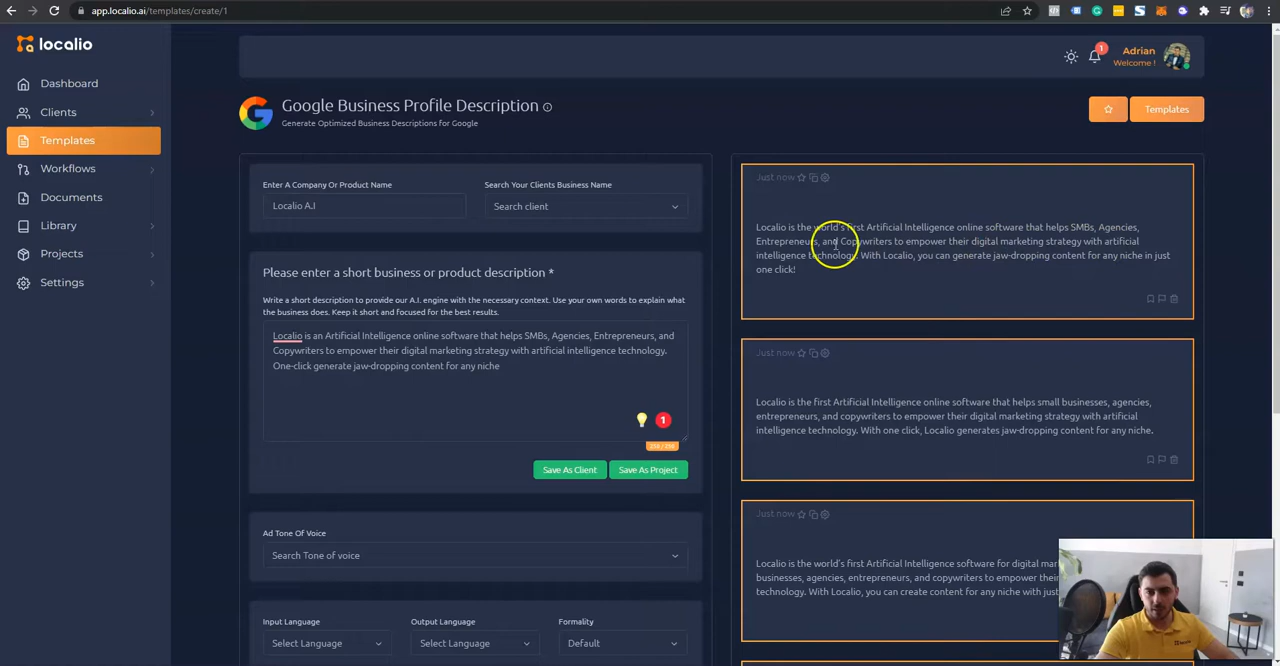 app.localio.ai/templates/create/1
localio
1
Adrian
Welcome !
Dashboard
Clients
Templates
Workflows
Documents
Library
Projects
Settings
Google Business Profile Description
Generate Optimized Business Descriptions for Google
Templates
Enter A Company Or Product Name
Localio A.I
Search Your Clients Business Name
Search client
Please enter a short business or product description *
Write a short description to provide our A.I. engine with the necessary context. Use your own words to explain what
the business does. Keep it short and focused for the best results.
Localio is an Artificial Intelligence online software that helps SMBs, Agencies, Entrepreneurs, and
Copywriters to empower their digital marketing strategy with artificial intelligence technology.
One-click generate jaw-dropping content for any niche
1
Save As Client
Save As Project
Ad Tone Of Voice
Search Tone of voice
Input Language
Select Language
Output Language
Select Language
Formality
Default
Just now
Localio is the world's first Artificial Intelligence online software that helps SMBs, Agencies,
Entrepreneurs, and Copywriters to empower their digital marketing strategy with artificial
intelligence technology. With Localio, you can generate jaw-dropping content for any niche in just
one click!
Just now
Localio is the first Artificial Intelligence online software that helps small businesses, agencies,
entrepreneurs, and copywriters to empower their digital marketing strategy with artificial
intelligence technology. With one click, Localio generates jaw-dropping content for any niche.
Just now
Localio is the world's first Artificial Intelligence software for digital
businesses, agencies, entrepreneurs, and copywriters to empower their
technology. With Localio, you can create content for any niche with